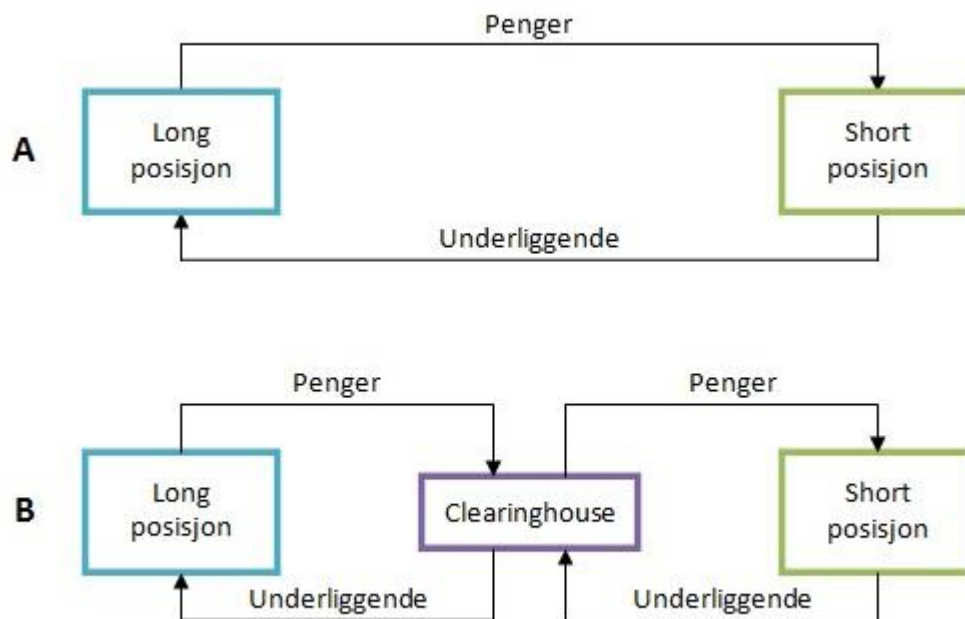 Penger
A
Long
posisjon
Short
posisjon
Underliggende
Penger
Penger
B
Long
posisjon
Clearinghouse
Short
posisjon
Underliggende
Underliggende